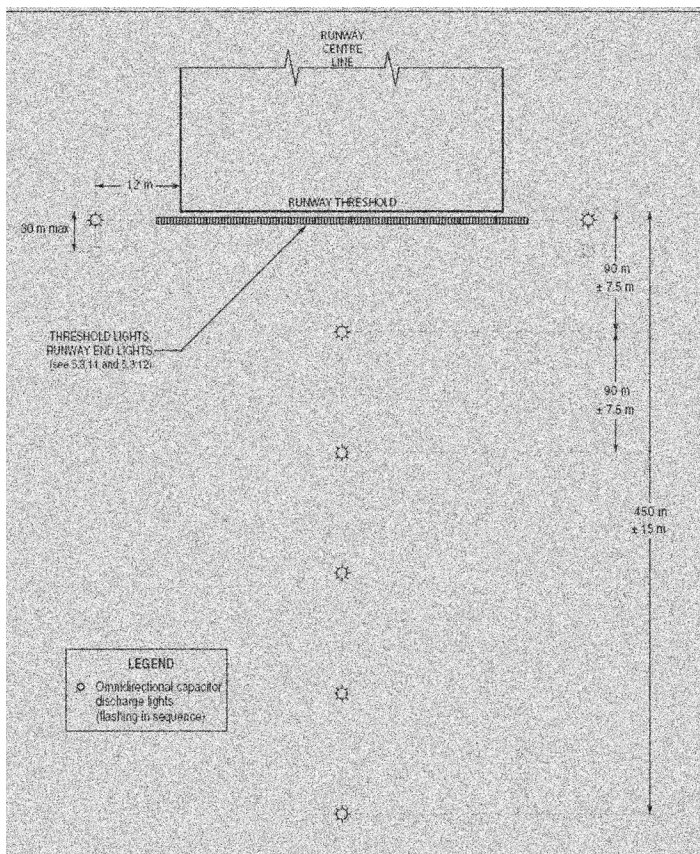 RUNWAY
CENTRE
LINE
12 m
RUNWAY THRESHOLD
30 m max
90 m
± 7.5 m
THRESHOLD LIGHTS,
RUNWAY END LIGHTS
(see 5.3.11 and 5.3.12)
90 m
± 7.5 m
450 m
± 15 m
LEGEND
Omnidirectional capacitor
discharge lights
(flashing in sequence)